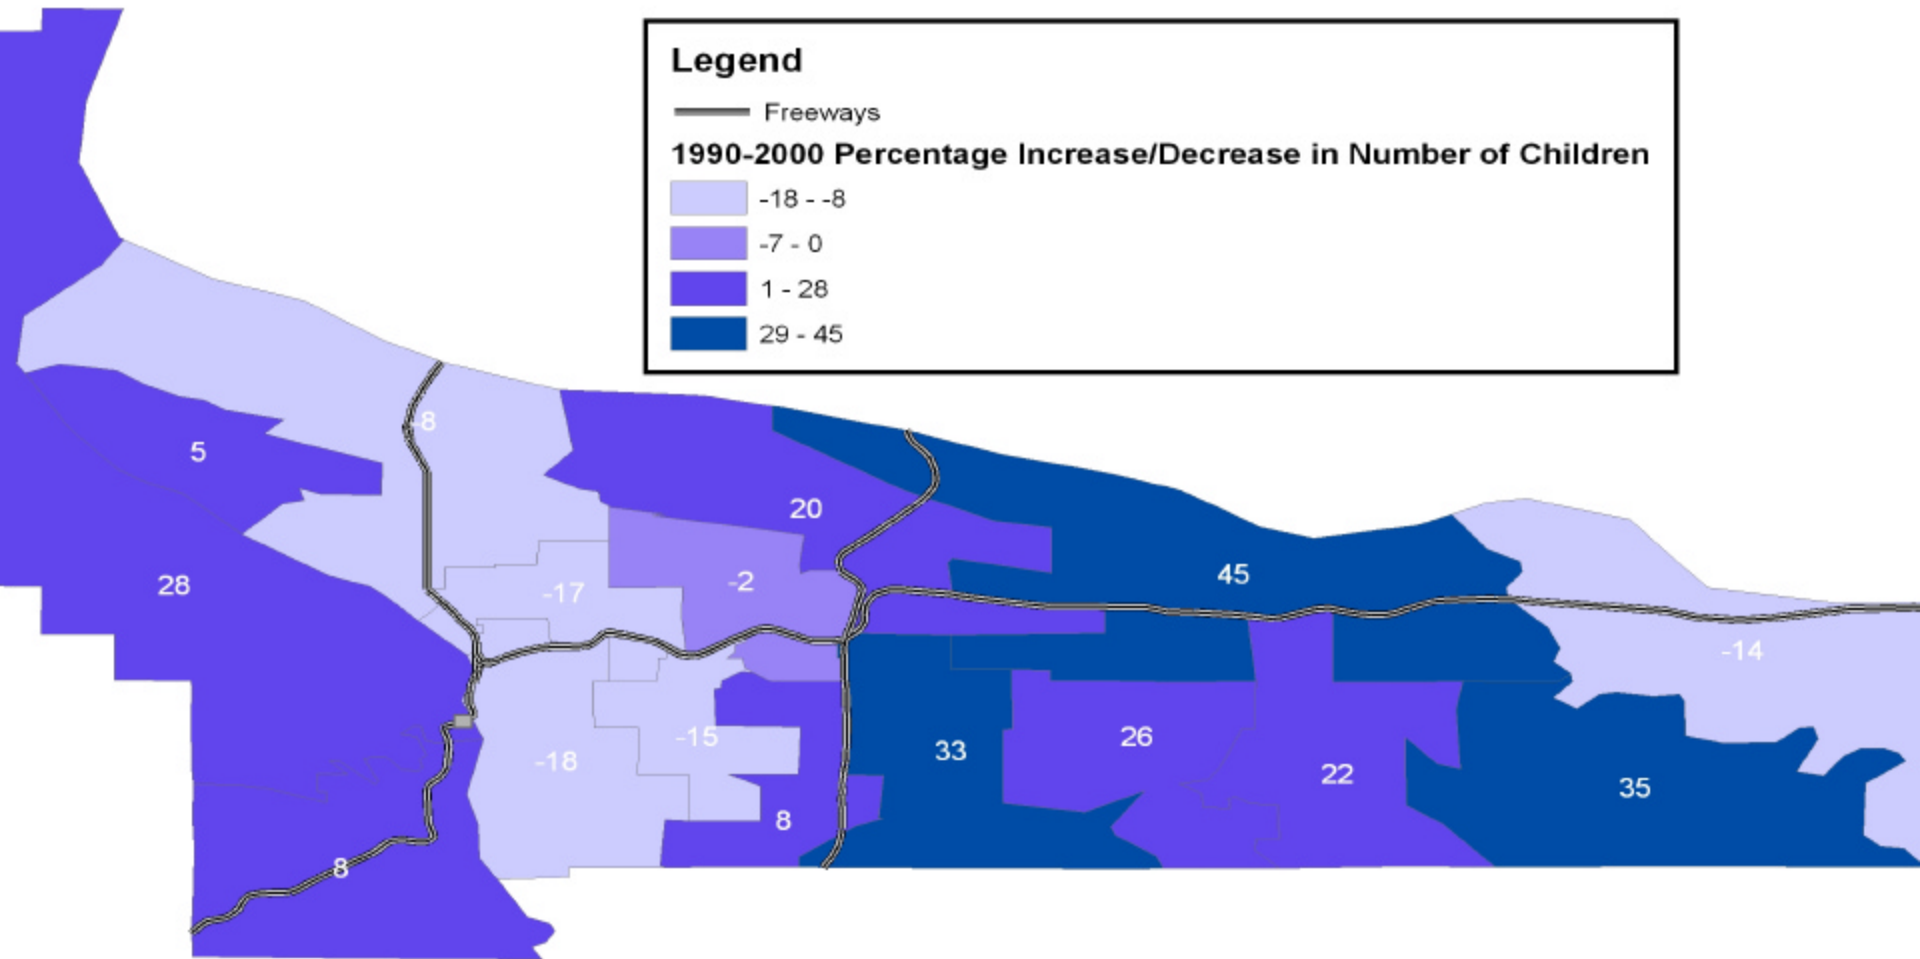 Legend
Freeways
1990-2000 Percentage Increase/Decrease in Number of Children
-18 - -8
-7 - 0
1 - 28
29 - 45
-8
5
20
28
-17
-2
45
-14
-15
-18
33
26
22
35
8
8